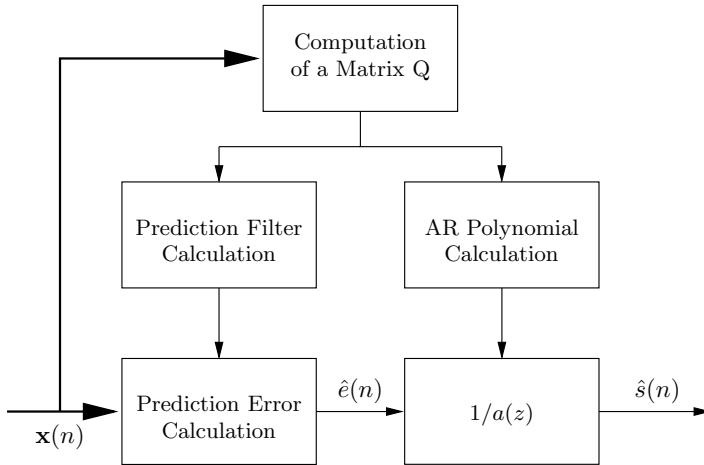 Computation
of a Matrix Q
Prediction Filter
Calculation
AR Polynomial
Calculation
Prediction Error
Calculation
1/a(z)
x(n)
ê(n)
ŝ(n)